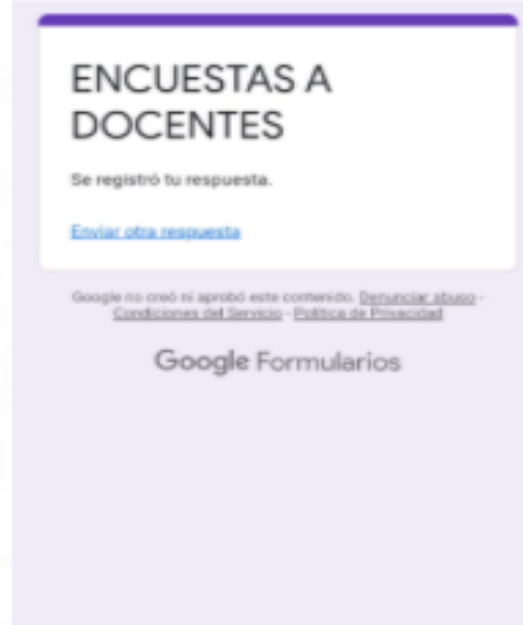 ENCUESTAS A
DOCENTES
Se registró tu respuesta.
Enviar otra respuesta
Google no creó ni aprobó este contenido. Denunciar abuso -
Condiciones del Servicio - Política de Privacidad
Google Formularios